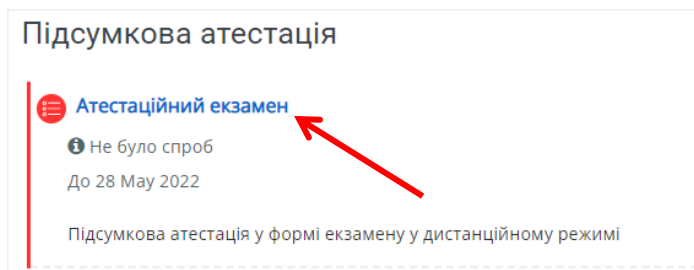 Підсумкова атестація
Атестаційний екзамен
Не було спроб
До 28 May 2022
Підсумкова атестація у формі екзамену у дистанційному режимі